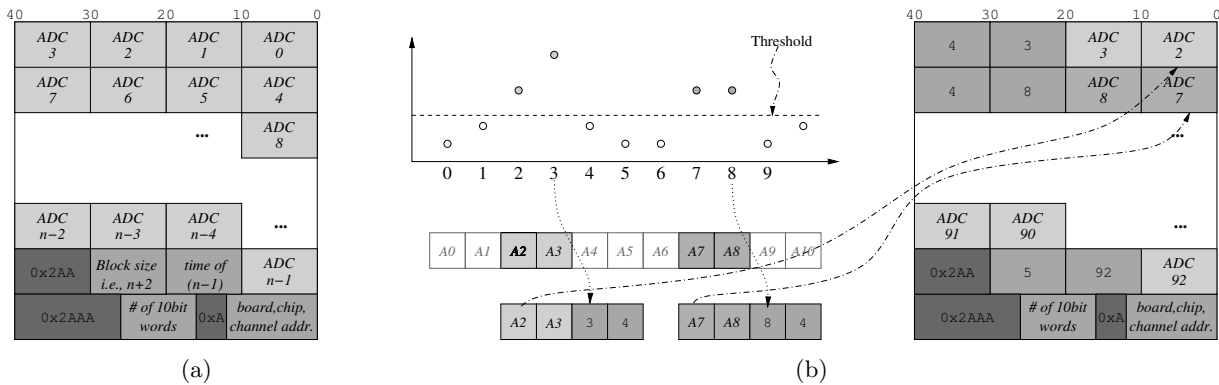 40 30 20 10 0
ADC 3 ADC 2 ADC 1 ADC 0
ADC 7 ADC 6 ADC 5 ADC 4
... ADC 8
ADC n−2 ADC n−3 ADC n−4 ...
0x2AA Block size i.e., n+2 time of (n−1) ADC n−1
0x2AAA # of 10bit words 0xA board,chip, channel addr.
(a)
Threshold
0 1 2 3 4 5 6 7 8 9
A0 A1 A2 A3 A4 A5 A6 A7 A8 A9 A10
A2 A3 3 4 A7 A8 8 4
40 30 20 10 0
4 3 ADC 3 ADC 2
4 8 ADC 8 ADC 7
...
ADC 91 ADC 90 ...
0x2AA 5 92 ADC 92
0x2AAA # of 10bit words 0xA board,chip, channel addr.
(b)